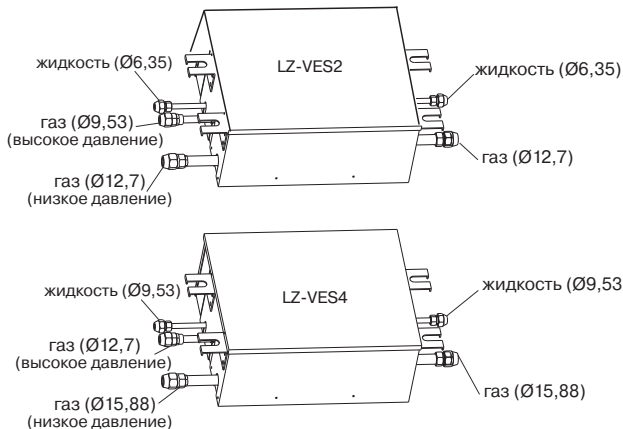 LZ-VES2
жидкость (Ø6,35)
жидкость (Ø6,35)
газ (Ø9,53)
(высокое давление)
газ (Ø12,7)
газ (Ø12,7)
(низкое давление)
LZ-VES4
жидкость (Ø9,53)
жидкость (Ø9,53
газ (Ø12,7)
(высокое давление)
газ (Ø15,88)
газ (Ø15,88)
(низкое давление)